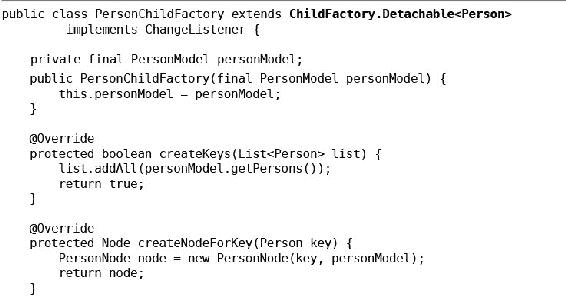 public class PersonChildFactory extends ChildFactory.Detachable<Person>
implements ChangeListener {
private final PersonModel personModel;
public PersonChildFactory(final PersonModel personModel) {
this.personModel = personModel;
}
@Override
protected boolean createKeys(List<Person> list) {
list.addAll(personModel.getPersons());
return true;
}
@Override
protected Node createNodeForKey(Person key) {
PersonNode node = new PersonNode(key, personModel);
return node;
}